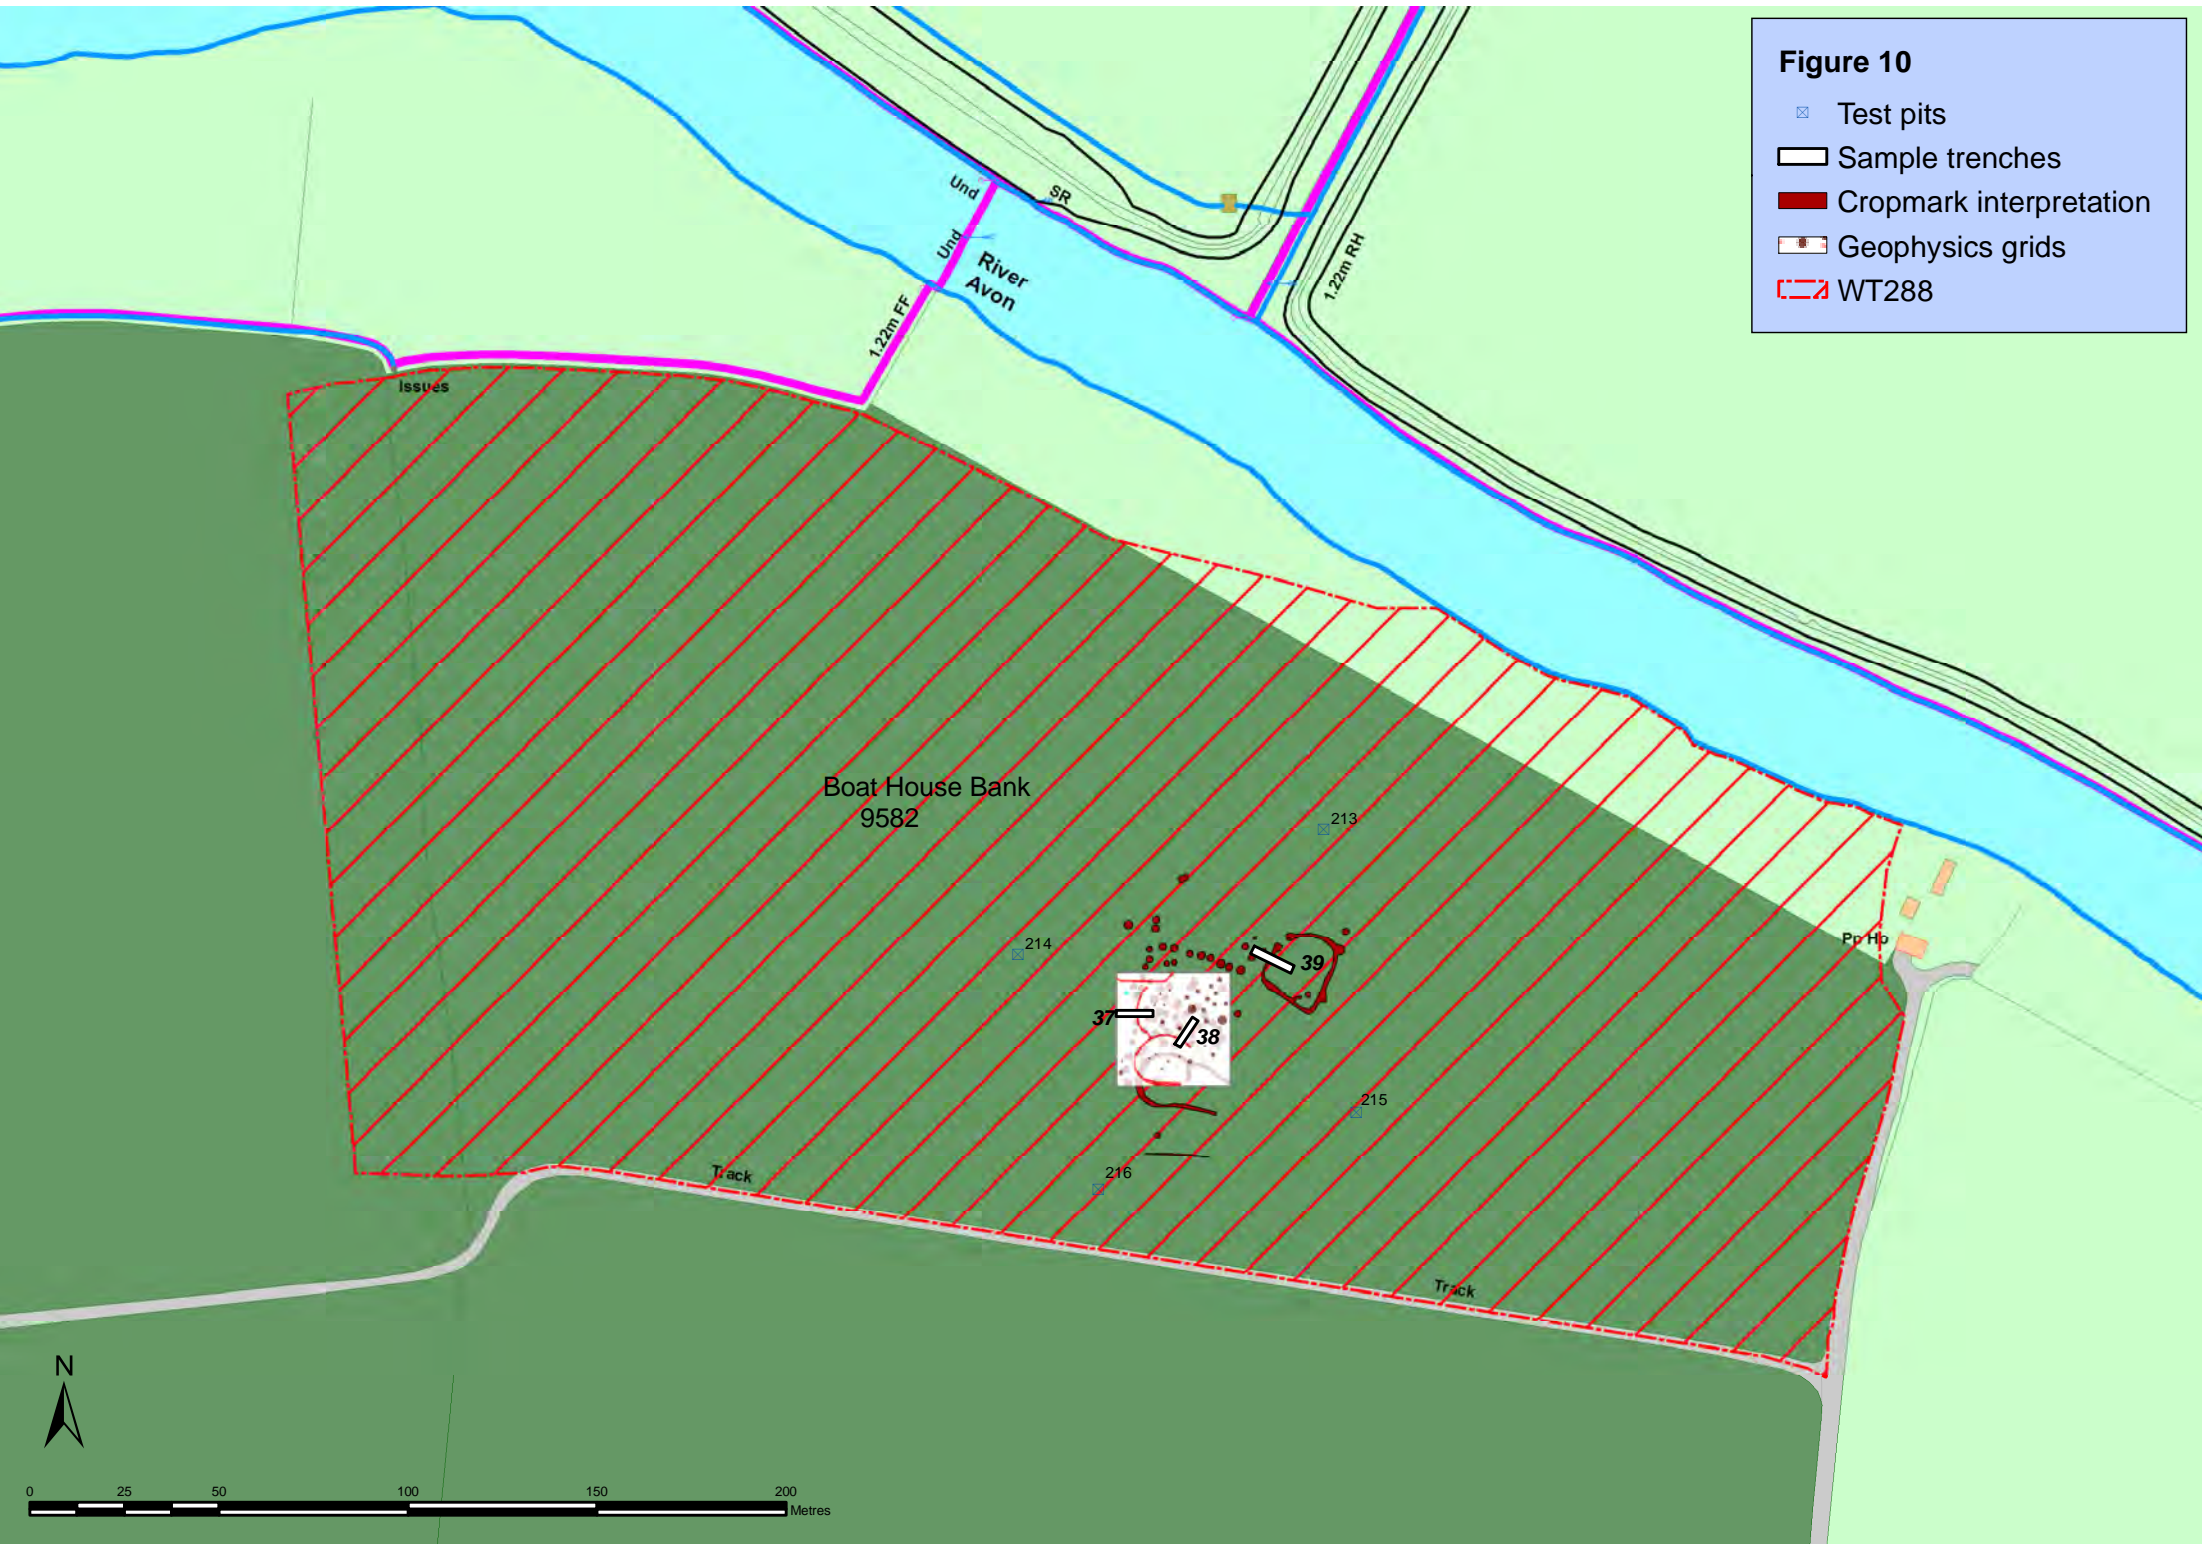 Figure 10
Test pits
Sample trenches
Cropmark interpretation
Geophysics grids
WT288
Und
SR
Und
River
Avon
1.22m RH
1.22m FF
Issues
Boat House Bank
9582
213
214
39
Pp Ho
37
38
215
216
Track
Track
N
0 25 50 100 150 200
Metres